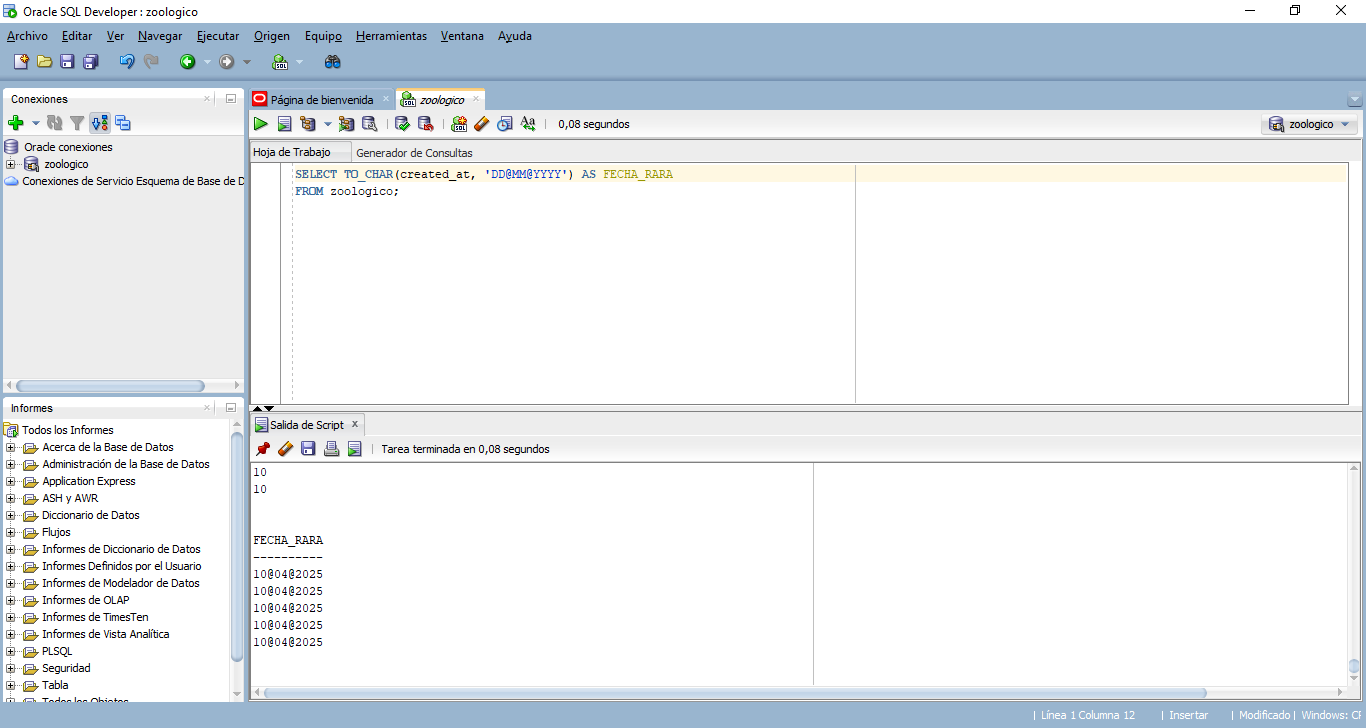 Oracle SQL Developer : zoologico
Archivo Editar Ver Navegar Ejecutar Origen Equipo Herramientas Ventana Ayuda
Conexiones
Oracle conexiones
zoologico
Conexiones de Servicio Esquema de Base de D
Informes
Todos los Informes
Acerca de la Base de Datos
Administración de la Base de Datos
Application Express
ASH y AWR
Diccionario de Datos
Flujos
Informes de Diccionario de Datos
Informes Definidos por el Usuario
Informes de Modelador de Datos
Informes de OLAP
Informes de TimesTen
Informes de Vista Analítica
PLSQL
Seguridad
Tabla
Todos los Objetos
Página de bienvenida
zoologico
0,08 segundos
zoologico
Hoja de Trabajo
Generador de Consultas
SELECT TO_CHAR(created_at, 'DD@MM@YYYY') AS FECHA_RARA
FROM zoologico;
Salida de Script
Tarea terminada en 0,08 segundos
10
10
FECHA_RARA
----------
10@04@2025
10@04@2025
10@04@2025
10@04@2025
10@04@2025
| Línea 1 Columna 12 | Insertar | Modificado | Windows: CF